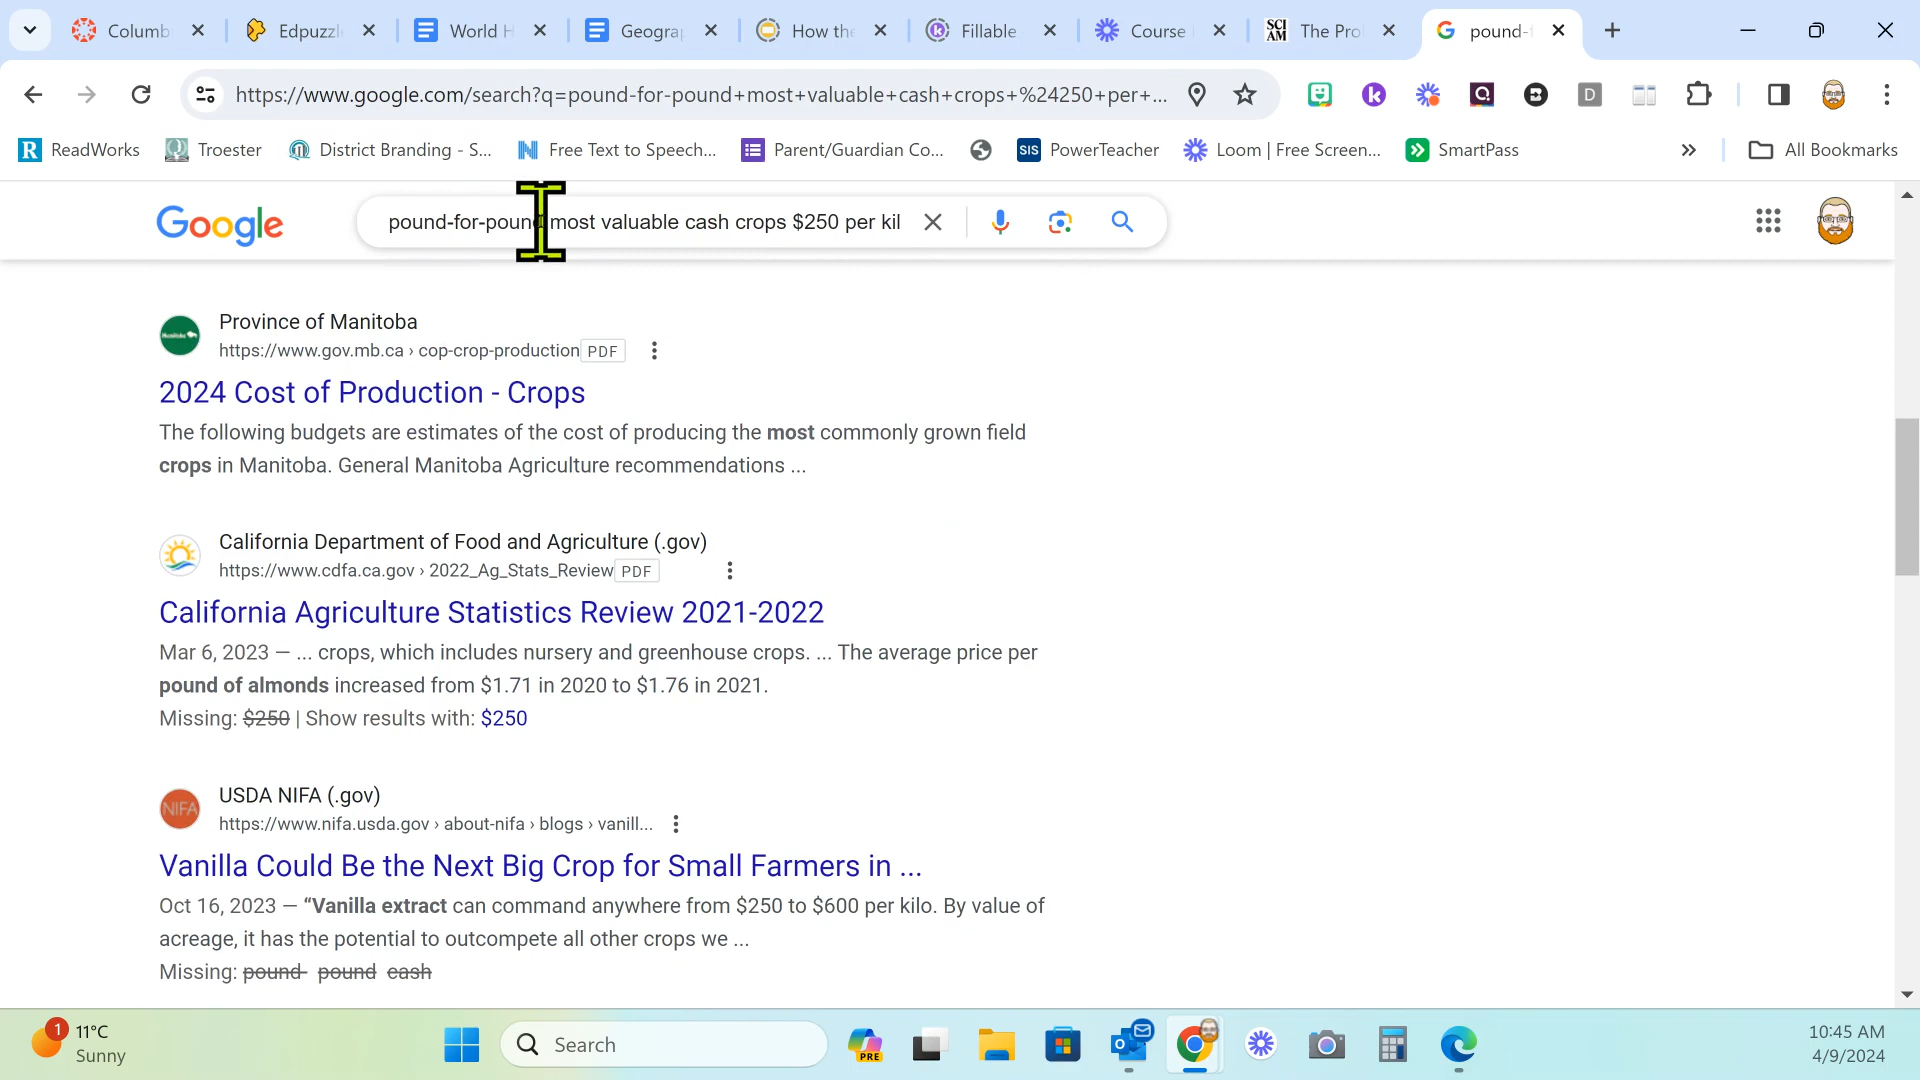 Columb
Edpuzzl
World H
Geogra
How the
Fillable
Course
SCI AM
The Pro
pound-
https://www.google.com/search?q=pound-for-pound+most+valuable+cash+crops+%24250+per+...
ReadWorks
Troester
District Branding - S...
Free Text to Speech...
Parent/Guardian Co...
SIS
PowerTeacher
Loom | Free Screen...
SmartPass
All Bookmarks
Google
pound-for-pound most valuable cash crops $250 per kil
Province of Manitoba
https://www.gov.mb.ca › cop-crop-production PDF
2024 Cost of Production - Crops
The following budgets are estimates of the cost of producing the most commonly grown field
crops in Manitoba. General Manitoba Agriculture recommendations ...
California Department of Food and Agriculture (.gov)
https://www.cdfa.ca.gov › 2022_Ag_Stats_Review PDF
California Agriculture Statistics Review 2021-2022
Mar 6, 2023 — ... crops, which includes nursery and greenhouse crops. ... The average price per
pound of almonds increased from $1.71 in 2020 to $1.76 in 2021.
Missing: $250 | Show results with: $250
NIFA
USDA NIFA (.gov)
https://www.nifa.usda.gov › about-nifa › blogs › vanill...
Vanilla Could Be the Next Big Crop for Small Farmers in ...
Oct 16, 2023 — “Vanilla extract can command anywhere from $250 to $600 per kilo. By value of
acreage, it has the potential to outcompete all other crops we ...
Missing: pound- pound cash
1
11°C
Sunny
Search
PRE
10:45 AM
4/9/2024